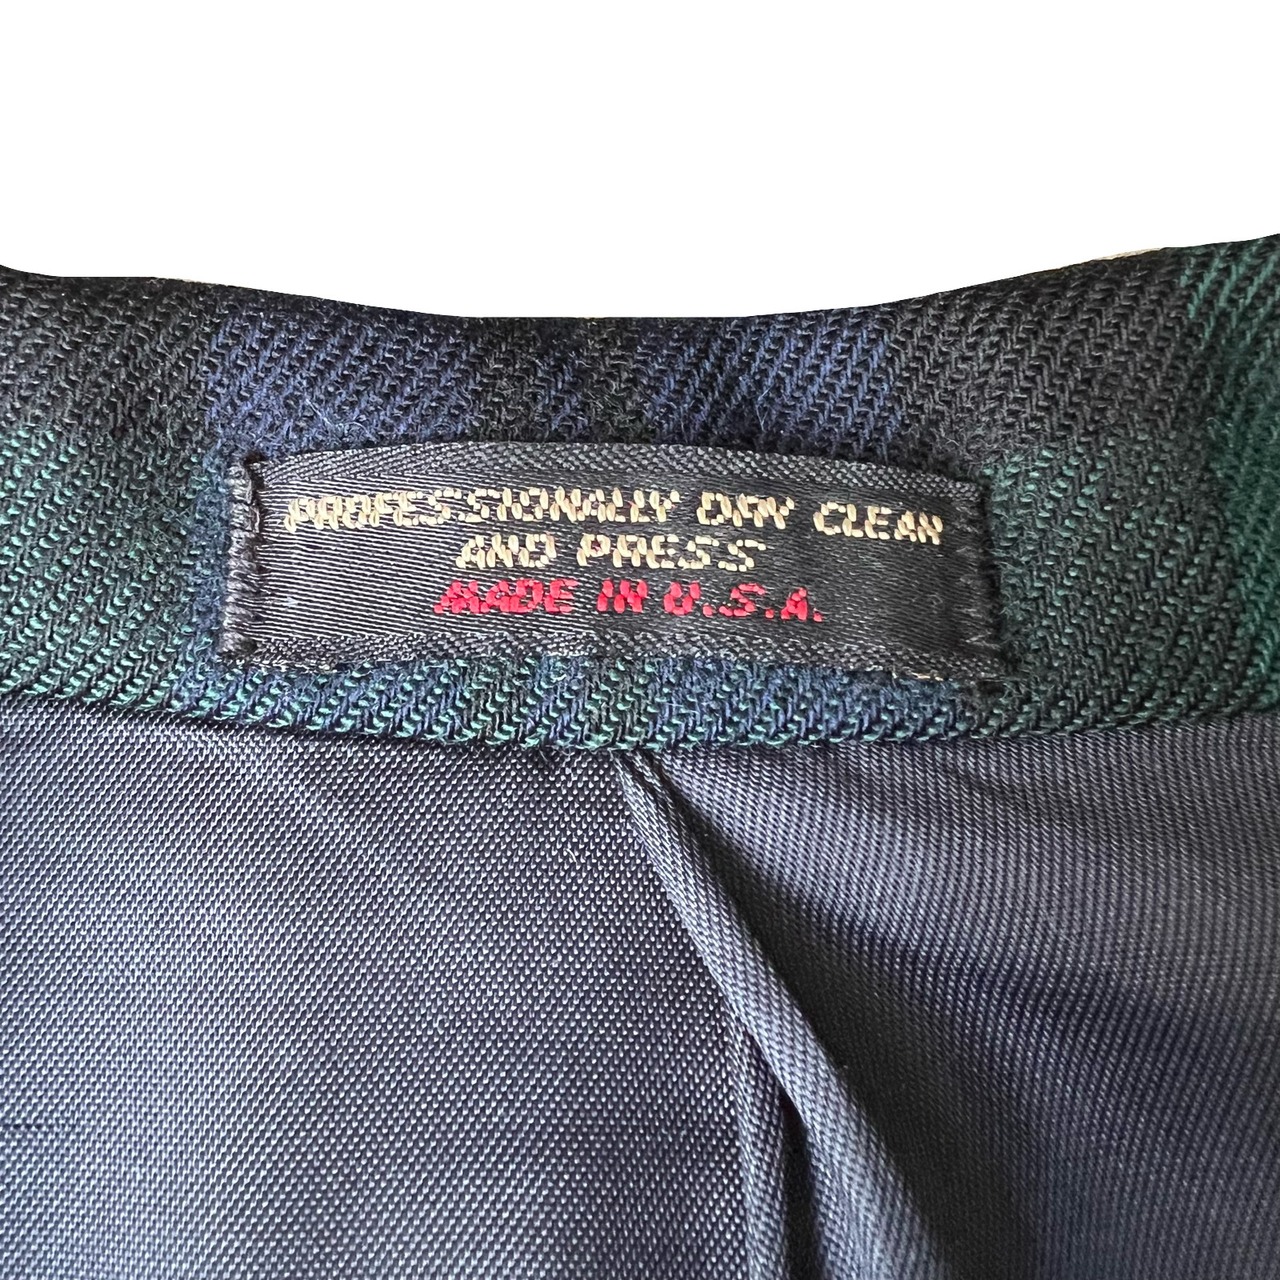 PROFESSIONALLY DRY CLEAN
AND PRESS
MADE IN U.S.A.